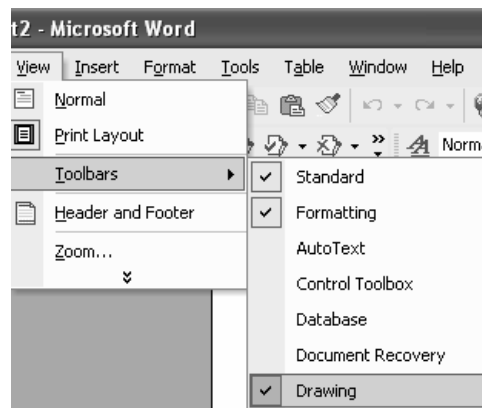 t2 - Microsoft Word
View Insert Format Tools Table Window Help
Normal
Print Layout
Norm
Toolbars
Standard
Header and Footer
Formatting
Zoom...
AutoText
Control Toolbox
Database
Document Recovery
Drawing